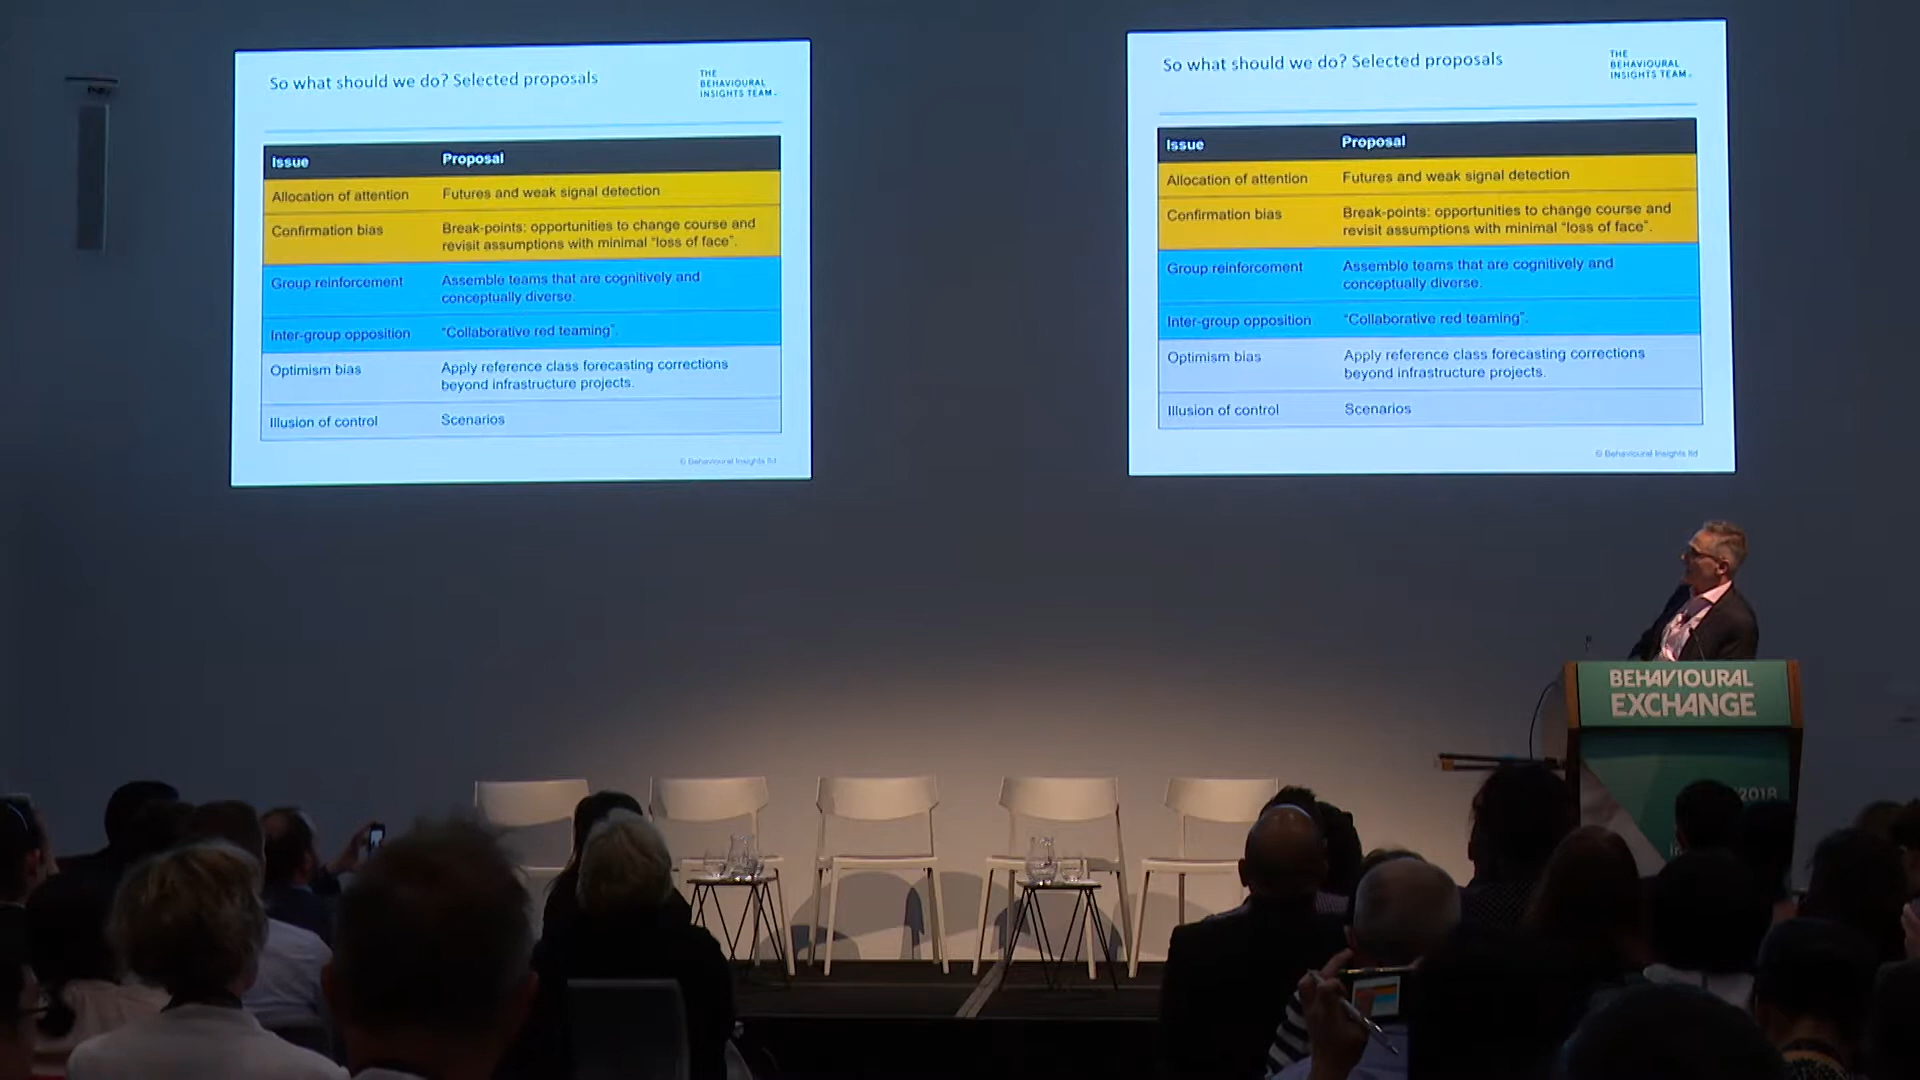 So what should we do? Selected proposals
THE
BEHAVIOURAL
INSIGHTS TEAM.
Issue Proposal
Allocation of attention Futures and weak signal detection
Confirmation bias Break-points: opportunities to change course and
revisit assumptions with minimal “loss of face”.
Group reinforcement Assemble teams that are cognitively and
conceptually diverse.
Inter-group opposition “Collaborative red teaming”.
Optimism bias Apply reference class forecasting corrections
beyond infrastructure projects.
Illusion of control Scenarios
© Behavioural Insights ltd
So what should we do? Selected proposals
THE
BEHAVIOURAL
INSIGHTS TEAM.
Issue Proposal
Allocation of attention Futures and weak signal detection
Confirmation bias Break-points: opportunities to change course and
revisit assumptions with minimal “loss of face”.
Group reinforcement Assemble teams that are cognitively and
conceptually diverse.
Inter-group opposition “Collaborative red teaming”.
Optimism bias Apply reference class forecasting corrections
beyond infrastructure projects.
Illusion of control Scenarios
© Behavioural Insights ltd
BEHAVIOURAL
EXCHANGE
2018